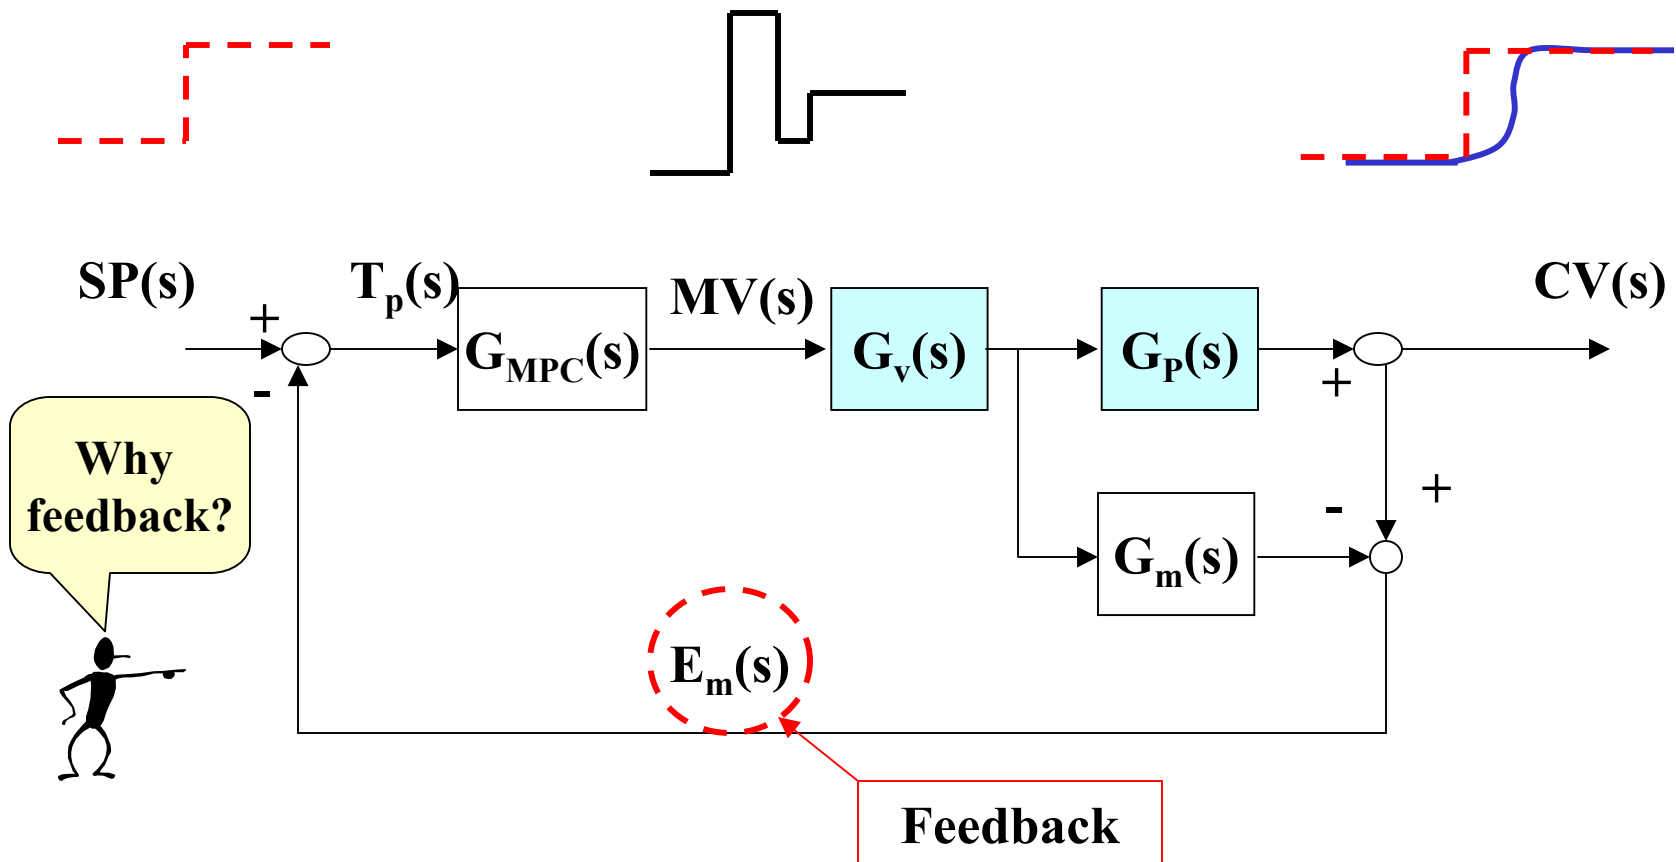 SP(s)
+
-
T_p(s)
G_MPC(s)
MV(s)
G_v(s)
G_P(s)
+
CV(s)
Why
feedback?
G_m(s)
-
+
E_m(s)
Feedback